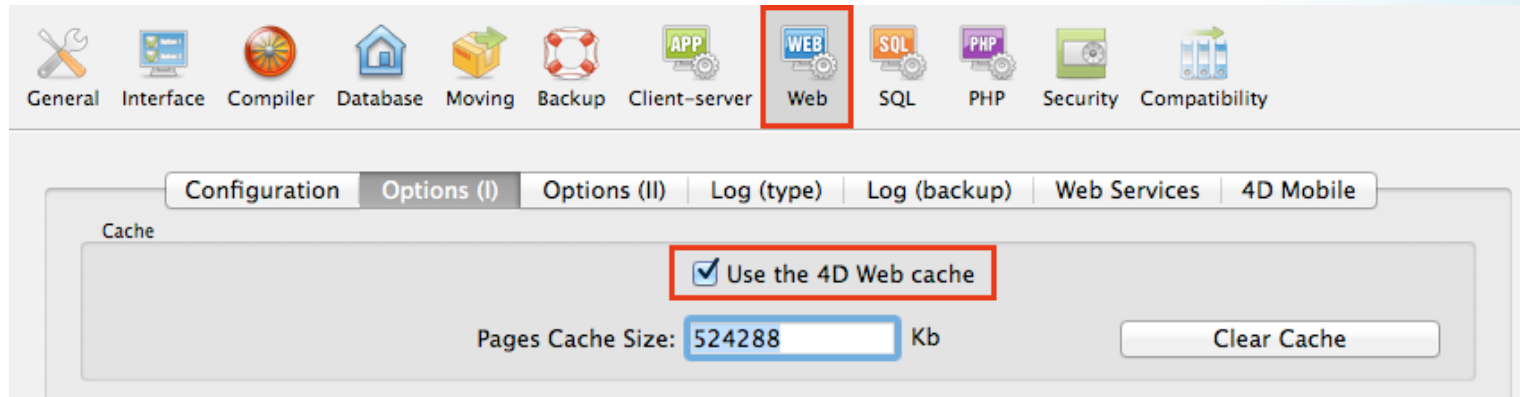 APP WEB SQL PHP
General Interface Compiler Database Moving Backup Client-server Web SQL PHP Security Compatibility
Configuration Options (I) Options (II) Log (type) Log (backup) Web Services 4D Mobile
Cache
Use the 4D Web cache
Pages Cache Size: 524288 Kb Clear Cache